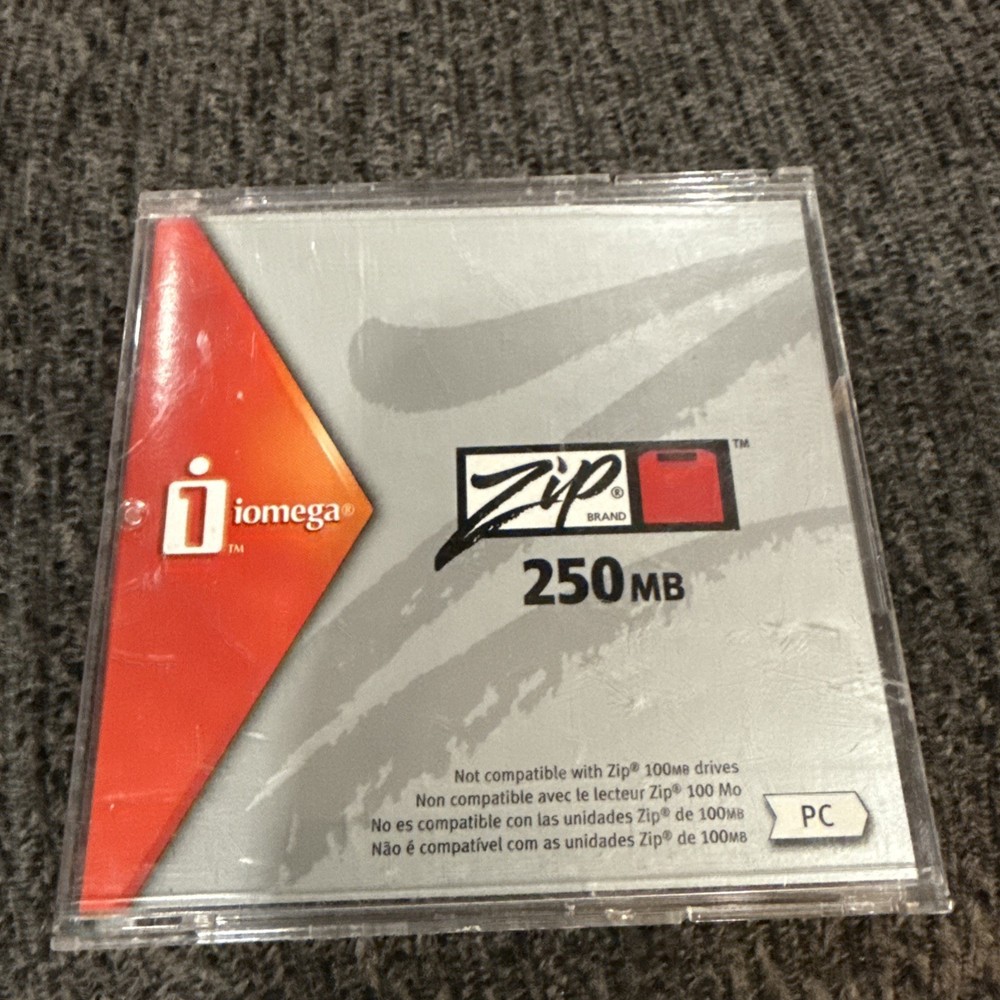 iomega®
™
Zip®
BRAND
™
250MB
Not compatible with Zip® 100MB drives
Non compatible avec le lecteur Zip® 100 Mo
No es compatible con las unidades Zip® de 100MB
Não é compatível com as unidades Zip® de 100MB
PC